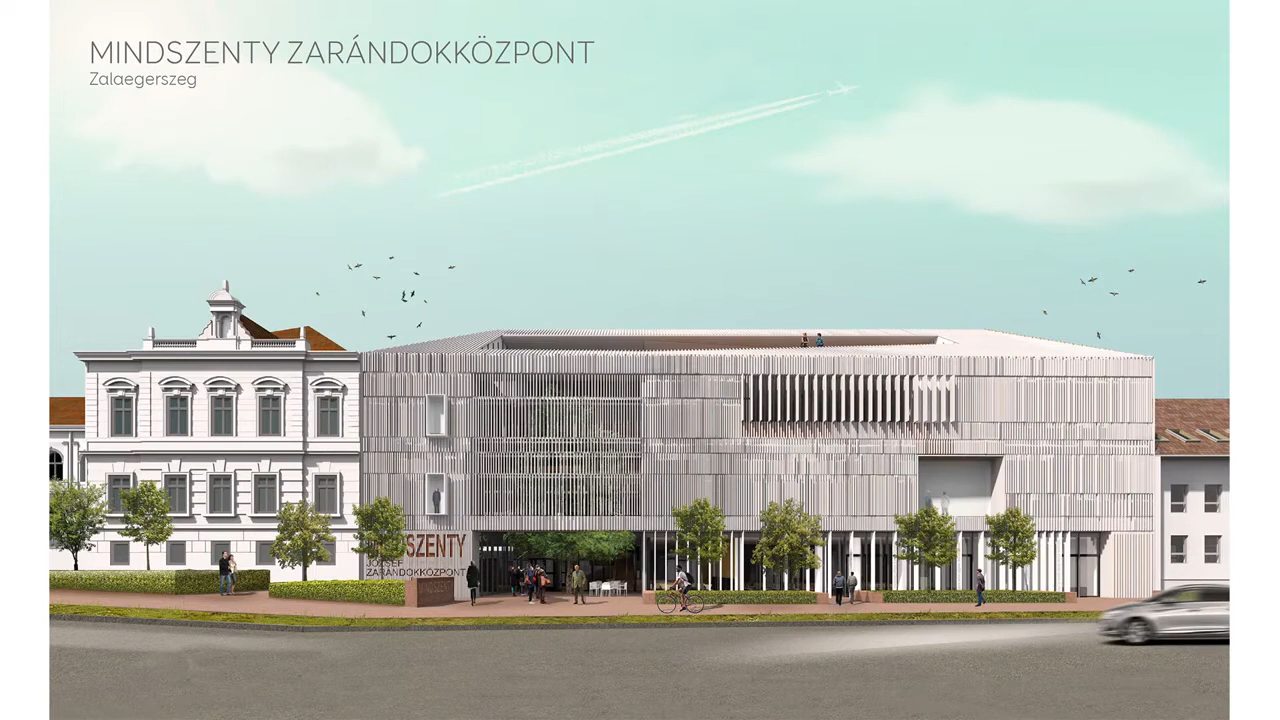 MINDSZENTY ZARÁNDOKKÖZPONT
Zalaegerszeg
SZENTY
JÓZSEF
ZARÁNDOKKÖZPONT